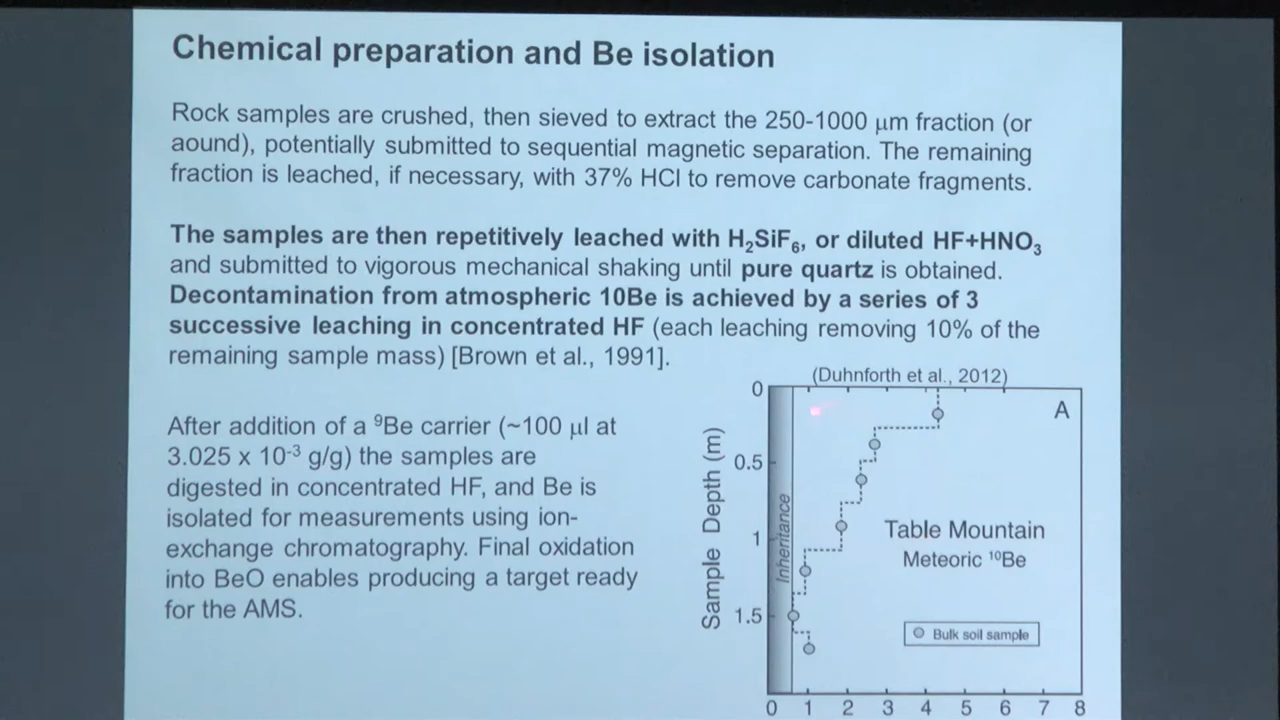 Chemical preparation and Be isolation
Rock samples are crushed, then sieved to extract the 250-1000 µm fraction (or
aound), potentially submitted to sequential magnetic separation. The remaining
fraction is leached, if necessary, with 37% HCl to remove carbonate fragments.
The samples are then repetitively leached with H₂SiF₆, or diluted HF+HNO₃
and submitted to vigorous mechanical shaking until pure quartz is obtained.
Decontamination from atmospheric 10Be is achieved by a series of 3
successive leaching in concentrated HF (each leaching removing 10% of the
remaining sample mass) [Brown et al., 1991].
After addition of a ⁹Be carrier (~100 µl at
3.025 x 10⁻³ g/g) the samples are
digested in concentrated HF, and Be is
isolated for measurements using ion-
exchange chromatography. Final oxidation
into BeO enables producing a target ready
for the AMS.
(Duhnforth et al., 2012)
A
0
0.5
1
1.5
Sample Depth (m)
Inheritance
Table Mountain
Meteoric ¹⁰Be
Bulk soil sample
0 1 2 3 4 5 6 7 8